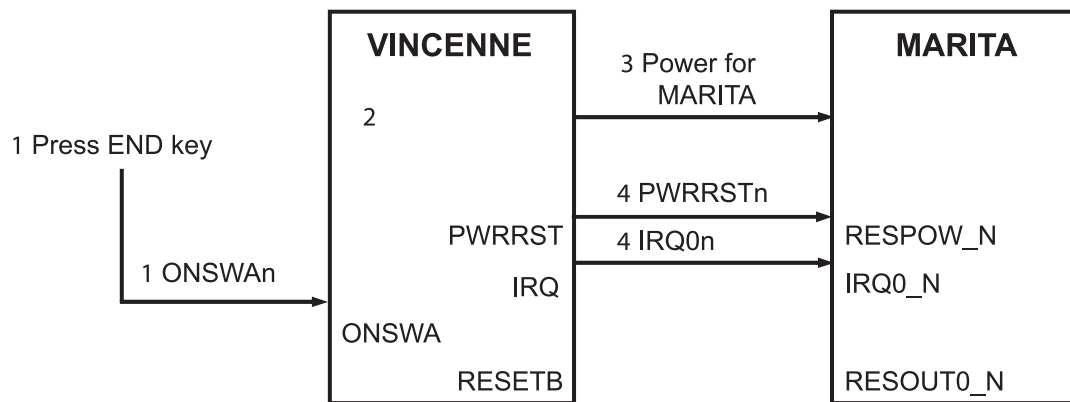 VINCENNE
MARITA
3 Power for
MARITA
2
1 Press END key
4 PWRRSTn
PWRRST
RESPOW_N
4 IRQ0n
IRQ
IRQ0_N
1 ONSWAn
ONSWA
RESETB
RESOUT0_N